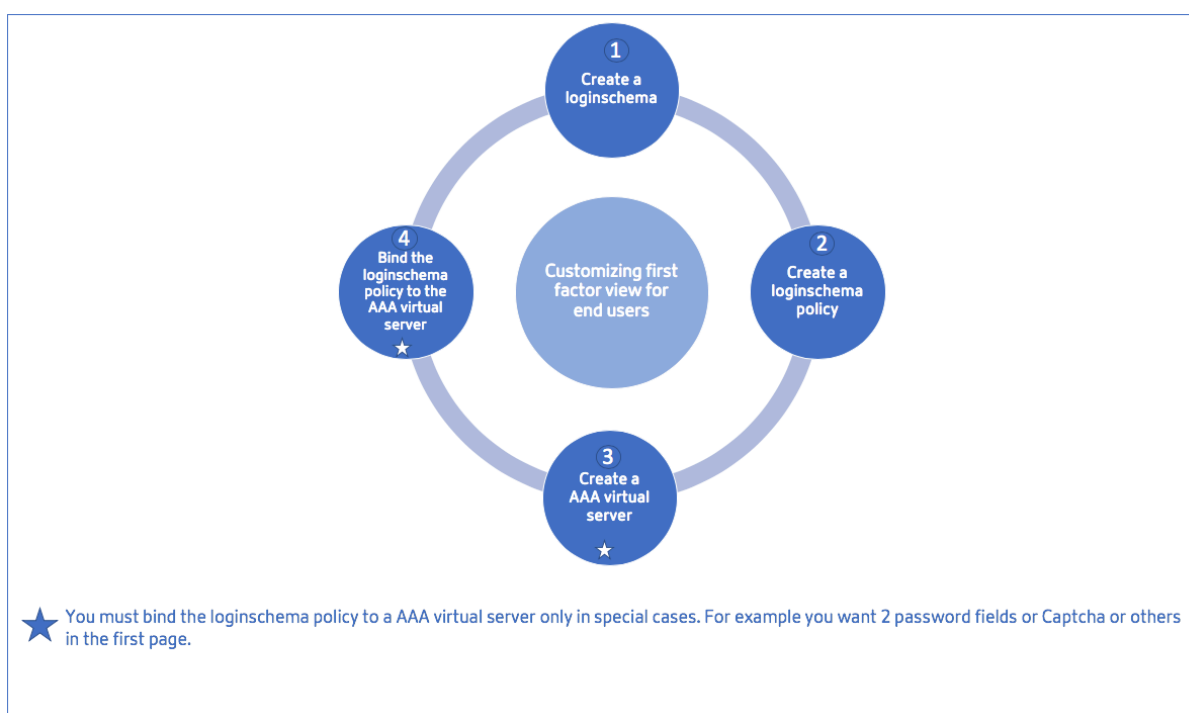 1
Create a
loginschema
2
Create a
loginschema
policy
3
Create a
AAA virtual
server
4
Bind the
loginschema
policy to the
AAA virtual
server
Customizing first
factor view for
end users
You must bind the loginschema policy to a AAA virtual server only in special cases. For example you want 2 password fields or Captcha or others
in the first page.